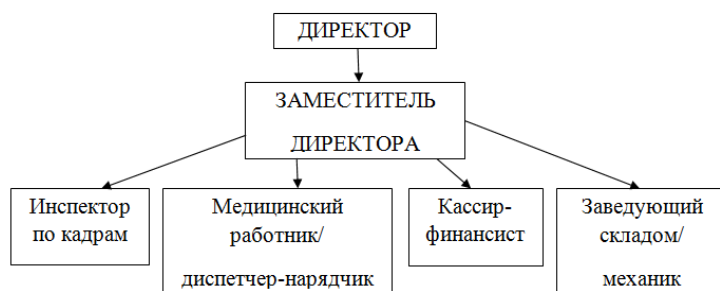 ДИРЕКТОР
ЗАМЕСТИТЕЛЬ
ДИРЕКТОРА
Инспектор
по кадрам
Медицинский
работник/
диспетчер-нарядчик
Кассир-
финансист
Заведующий
складом/
механик